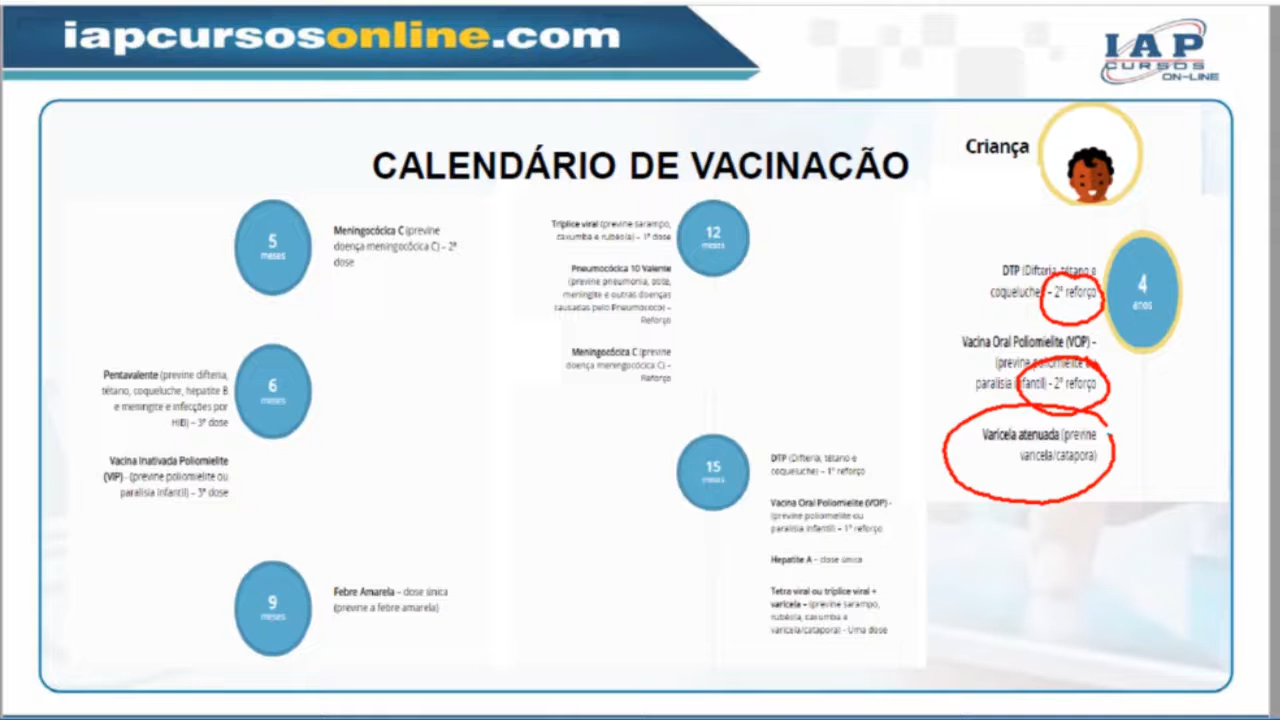 iapcursosonline.com
IAP
CURSOS
ON-LINE
CALENDÁRIO DE VACINAÇÃO
Criança
5
meses
Meningocócica C (previne
doença meningocócica C) – 2ª
dose
6
meses
Pentavalente (previne difteria,
tétano, coqueluche, hepatite B
e meningite e infecções por
HiB) – 3ª dose
Vacina Inativada Poliomielite
(VIP) - (previne poliomielite ou
paralisia infantil) – 3ª dose
9
meses
Febre Amarela – dose única
(previne a febre amarela)
12
meses
Tríplice viral (previne sarampo,
caxumba e rubéola) – 1ª dose
Pneumocócica 10 Valente
(previne pneumonia, otite,
meningite e outras doenças
causadas pelo Pneumococo) –
Reforço
Meningocócica C (previne
doença meningocócica C) –
Reforço
15
meses
DTP (Difteria, tétano e
coqueluche) – 1º reforço
Vacina Oral Poliomielite (VOP) -
(previne poliomielite ou
paralisia infantil) – 1º reforço
Hepatite A – dose única
Tetra viral ou tríplice viral +
varicela – (previne sarampo,
rubéola, caxumba e
varicela/catapora) - Uma dose
4
anos
DTP (Difteria, tétano e
coqueluche) – 2º reforço
Vacina Oral Poliomielite (VOP) –
(previne poliomielite ou
paralisia infantil) - 2º reforço
Varicela atenuada (previne
varicela/catapora)